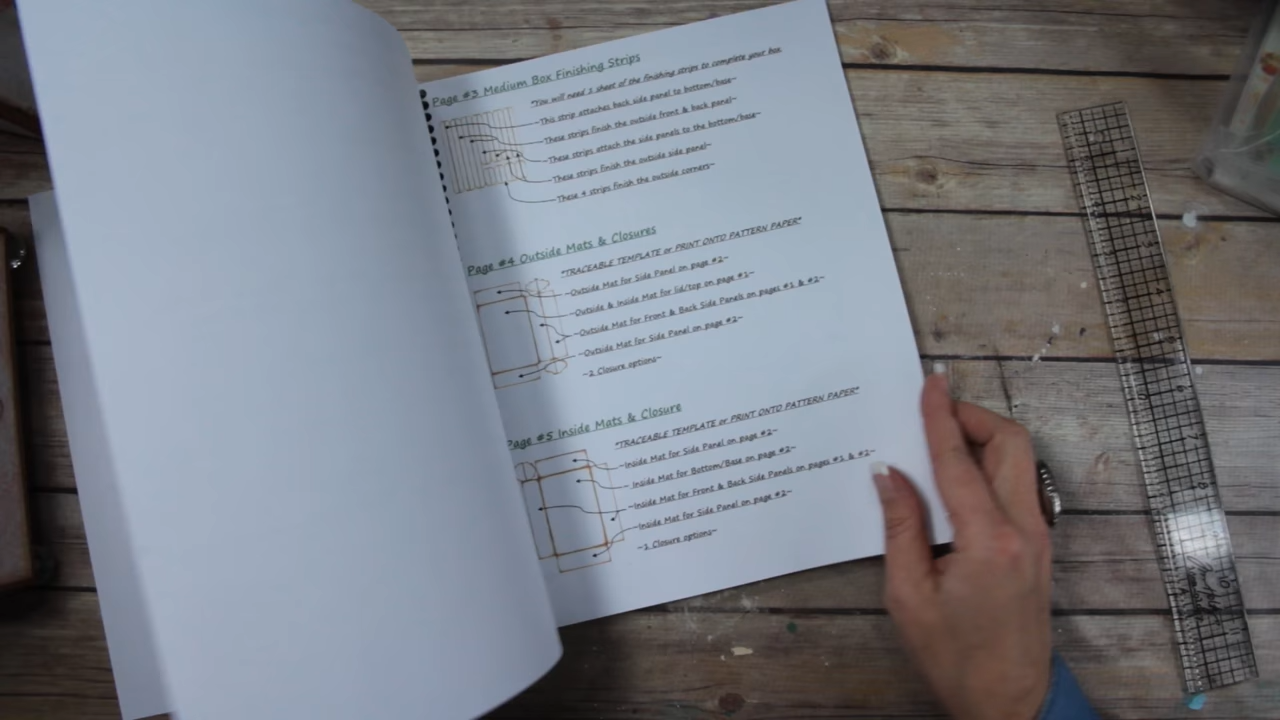 Page #3 Medium Box Finishing Strips
*You will need 1 sheet of the finishing strips to complete your box
~This strip attaches back side panel to bottom/base~
~These strips finish the outside front & back panel~
~These strips attach the side panels to the bottom/base~
~These strips finish the outside side panel~
~These 4 strips finish the outside corners~
Page #4 Outside Mats & Closures
*TRACEABLE TEMPLATE or PRINT ONTO PATTERN PAPER*
~Outside Mat for Side Panel on page #2~
~Outside & Inside Mat for lid/top on page #1~
~Outside Mat for Front & Back Side Panels on pages #1 & #2~
~Outside Mat for Side Panel on page #2~
~2 Closure options~
Page #5 Inside Mats & Closure
*TRACEABLE TEMPLATE or PRINT ONTO PATTERN PAPER*
~Inside Mat for Side Panel on page #2~
~Inside Mat for Bottom/Base on page #2~
~Inside Mat for Front & Back Side Panels on pages #1 & #2~
~Inside Mat for Side Panel on page #2~
~1 Closure option~